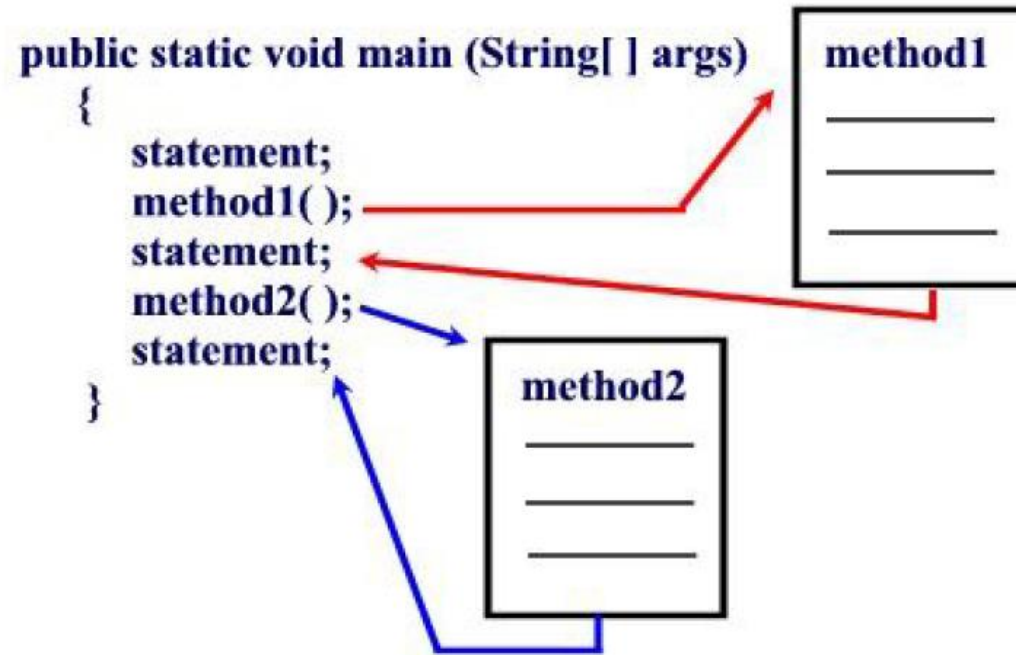 public static void main (String[ ] args)
{
statement;
method1( );
statement;
method2( );
statement;
}
method1
method2